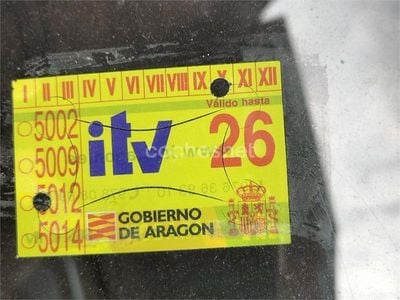 I II III IV V VI VII VIII IX X XI XII
Válido hasta
5002
5009
5012
5014
itv
26
GOBIERNO
DE ARAGON